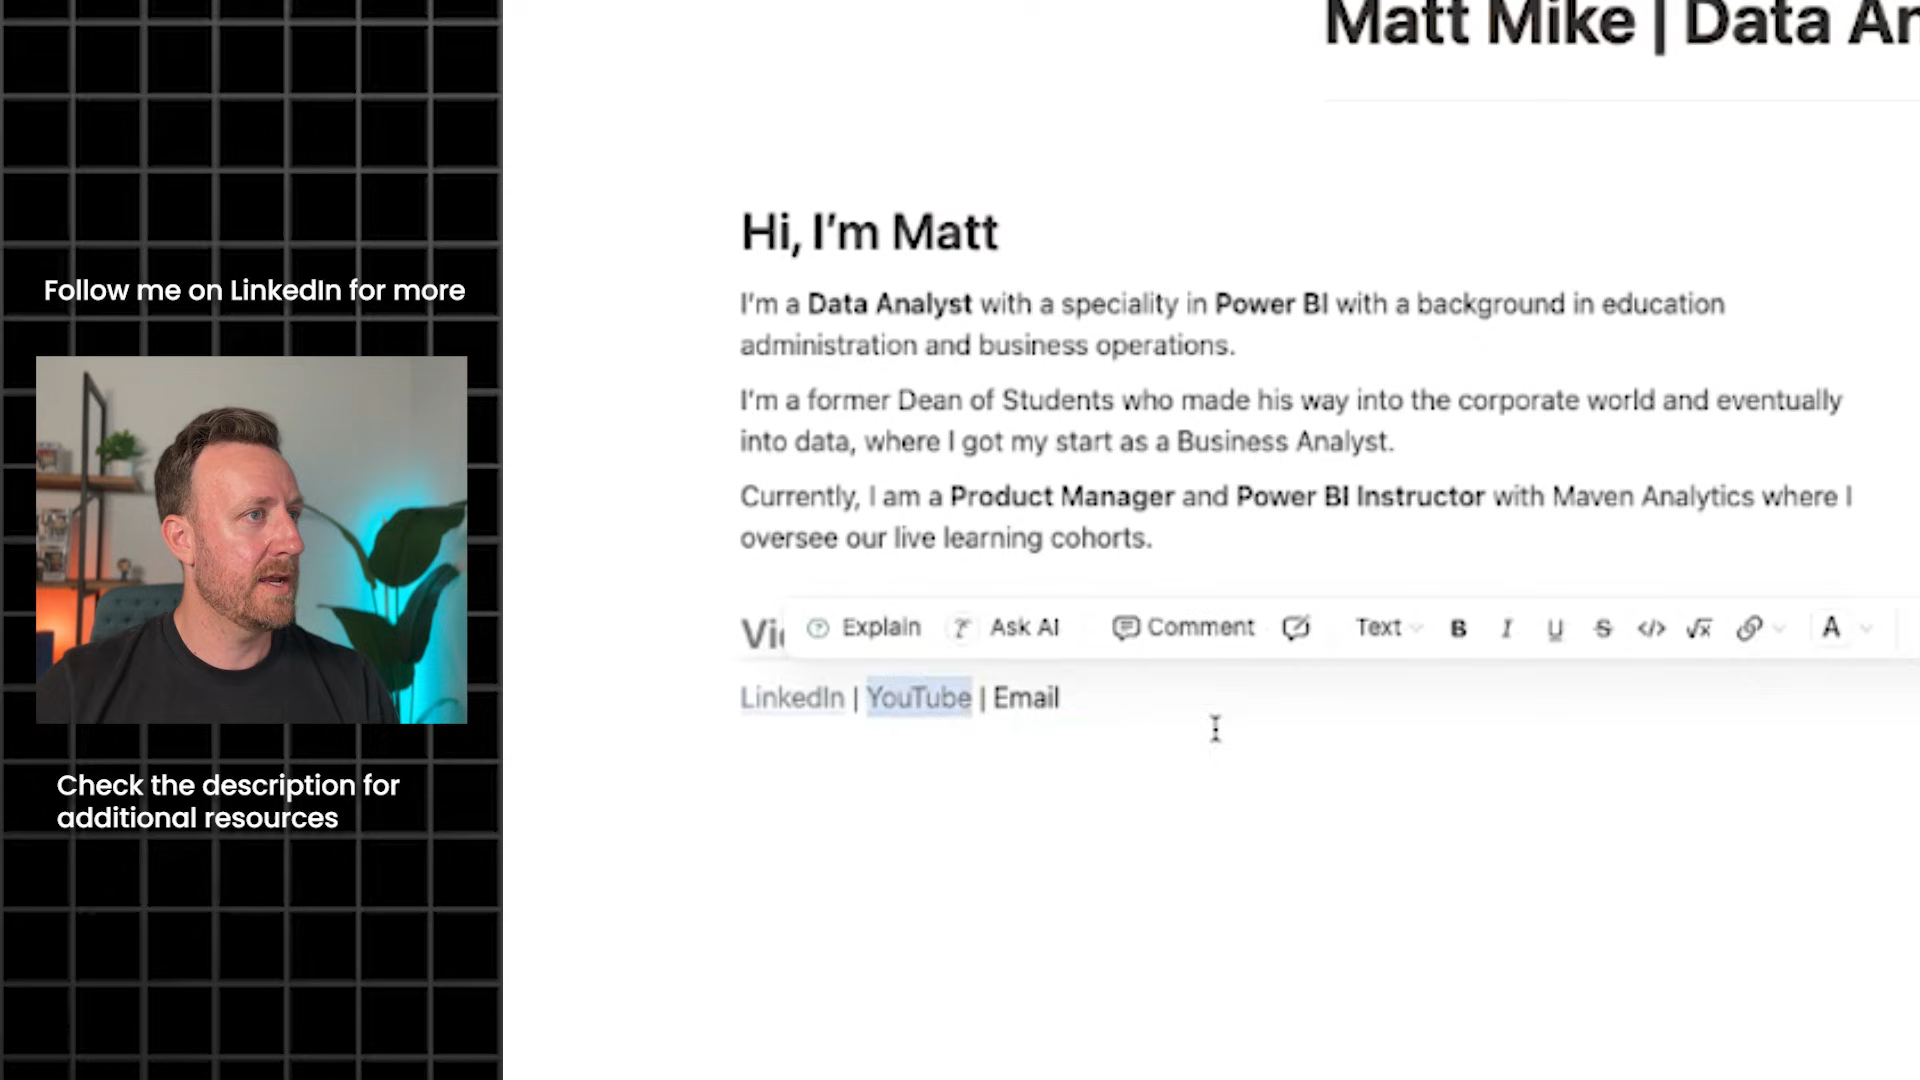 Matt Mike | Data An
Follow me on LinkedIn for more
Check the description for
additional resources
Hi, I'm Matt
I'm a Data Analyst with a speciality in Power BI with a background in education
administration and business operations.
I'm a former Dean of Students who made his way into the corporate world and eventually
into data, where I got my start as a Business Analyst.
Currently, I am a Product Manager and Power BI Instructor with Maven Analytics where I
oversee our live learning cohorts.
Vi
Explain Ask AI Comment Text B I U S </> √x A
LinkedIn | YouTube | Email